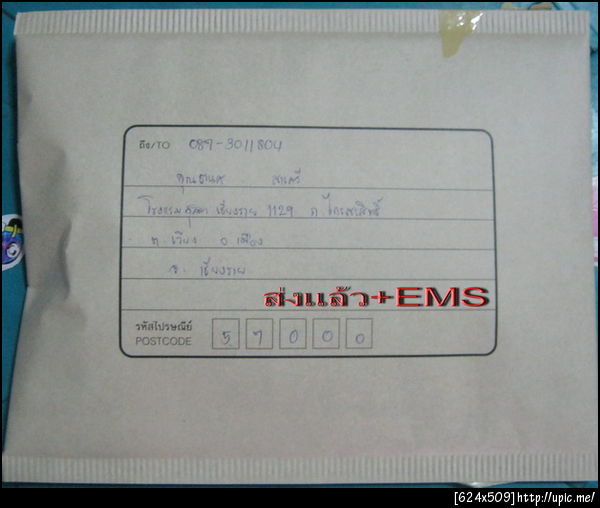 ถึง/TO 089-3011804
คุณ
โรงแรม เชียงราย 1129 ถ. ไกรสรสิทธิ์
ต. เวียง อ เมือง
จ. เชียงราย
ส่งแล้ว+EMS
รหัสไปรษณีย์
POSTCODE 5 7 0 0 0
[624x509]http://upic.me/